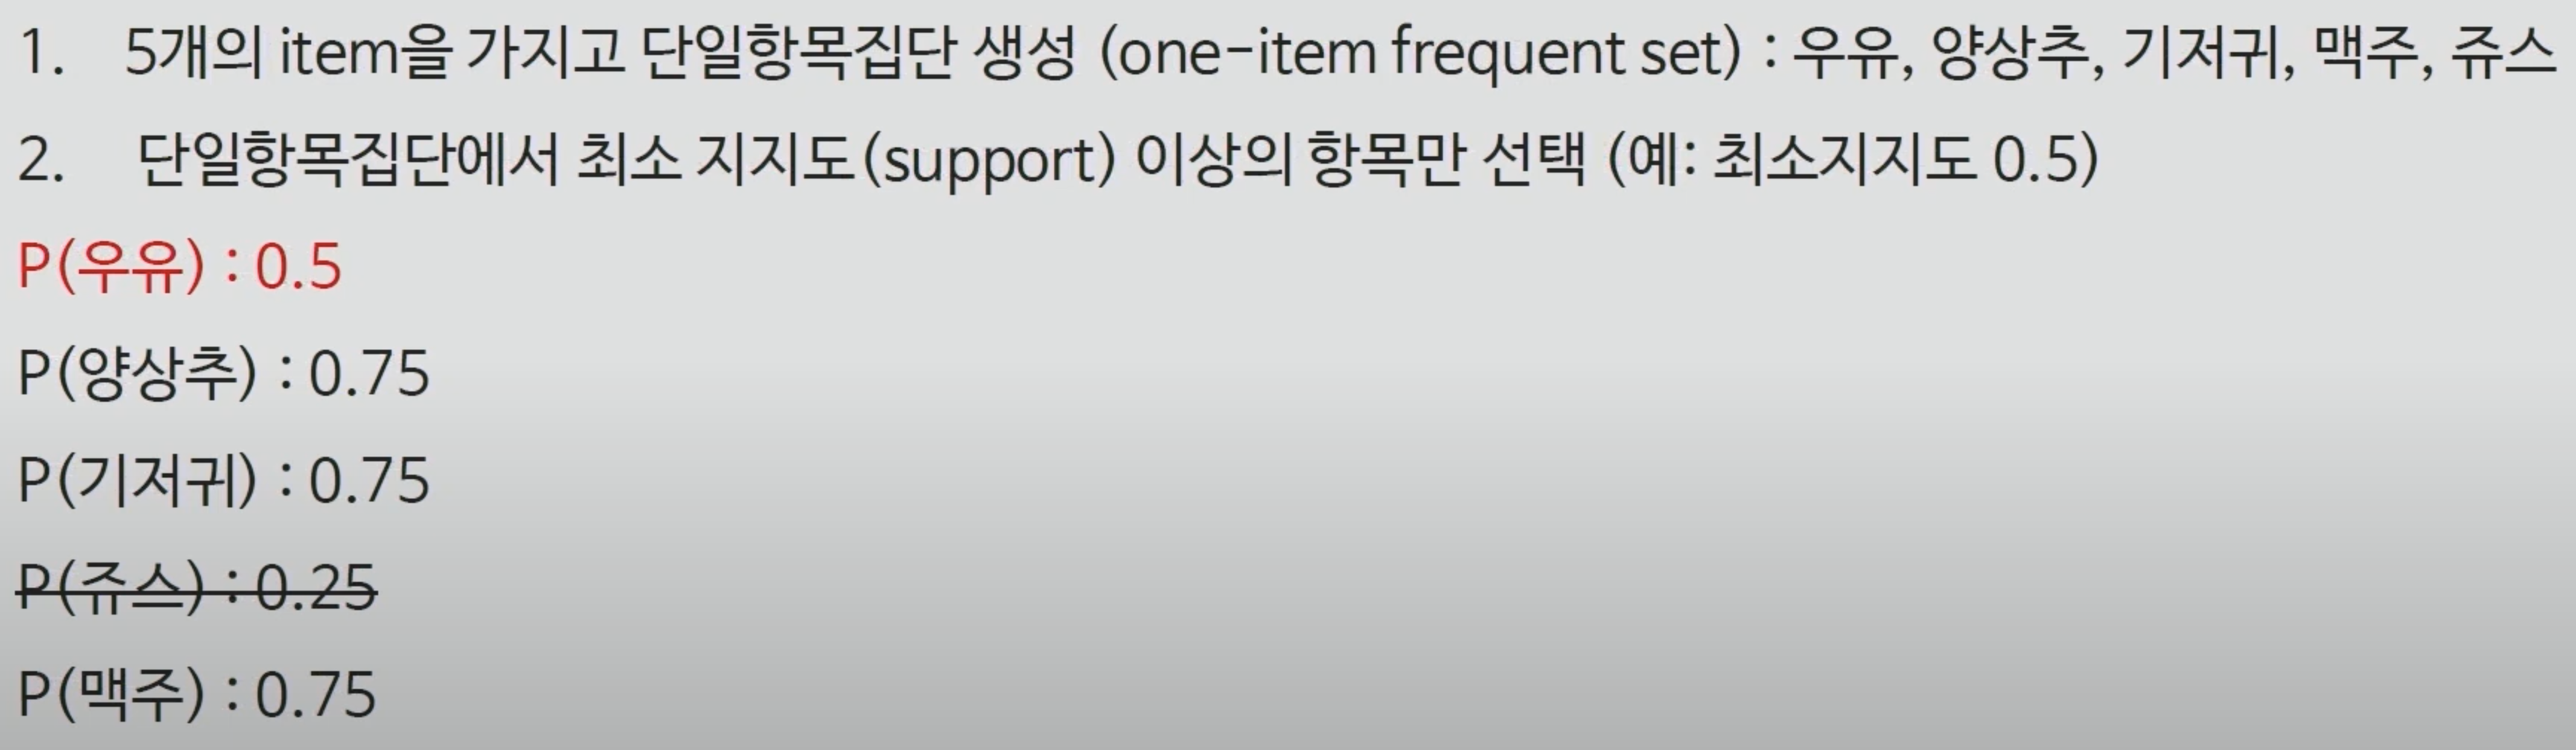 1. 5개의 item을 가지고 단일항목집단 생성 (one-item frequent set) : 우유, 양상추, 기저귀, 맥주, 쥬스
2. 단일항목집단에서 최소 지지도(support) 이상의 항목만 선택 (예: 최소지지도 0.5)
P(우유) : 0.5
P(양상추) : 0.75
P(기저귀) : 0.75
P(쥬스) : 0.25
P(맥주) : 0.75